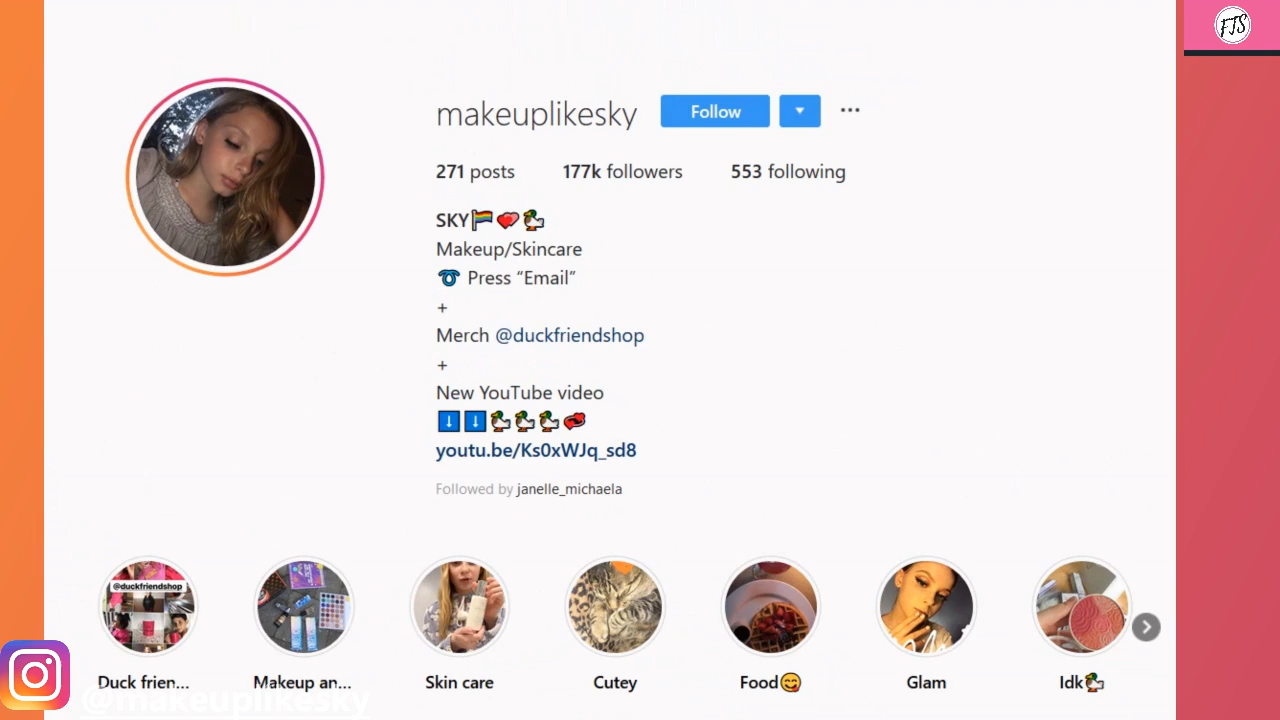 FJS
makeuplikesky Follow
271 posts 177k followers 553 following
SKY🏳️‍🌈💞🦆
Makeup/Skincare
➰ Press “Email”
+
Merch @duckfriendshop
+
New YouTube video
⬇️⬇️🦆🦆🦆💞
youtu.be/Ks0xWJq_sd8
Followed by janelle_michaela
@duckfriendshop
Duck frien... Makeup an... Skin care Cutey Food😋 Glam Idk🦆
@makeuplikesky